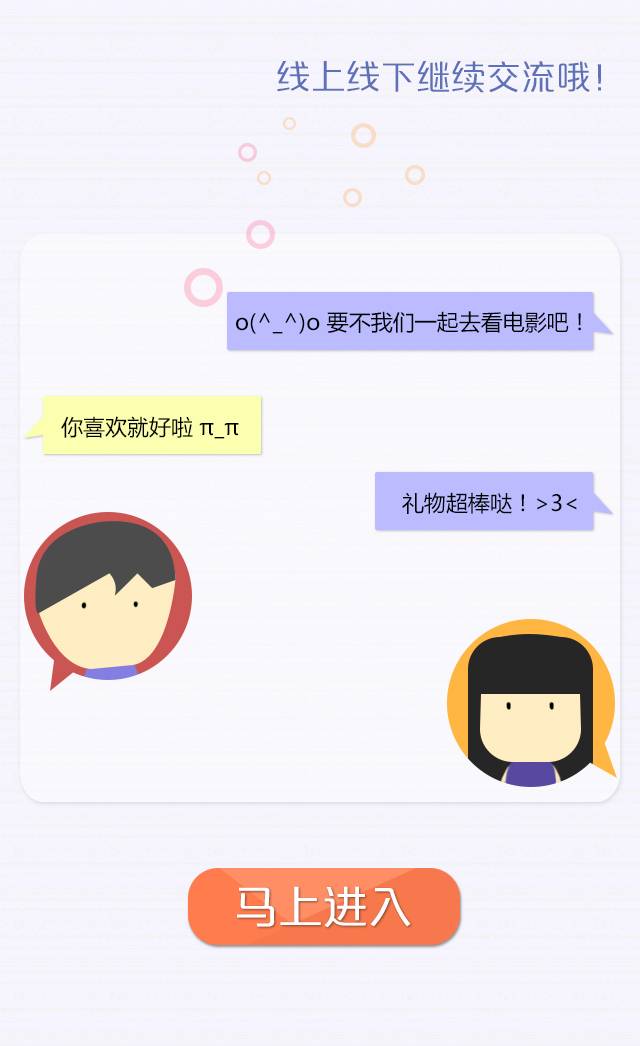 线上线下继续交流哦!
o(^_^)o 要不我们一起去看电影吧！
你喜欢就好啦 π_π
礼物超棒哒！>3<
马上进入